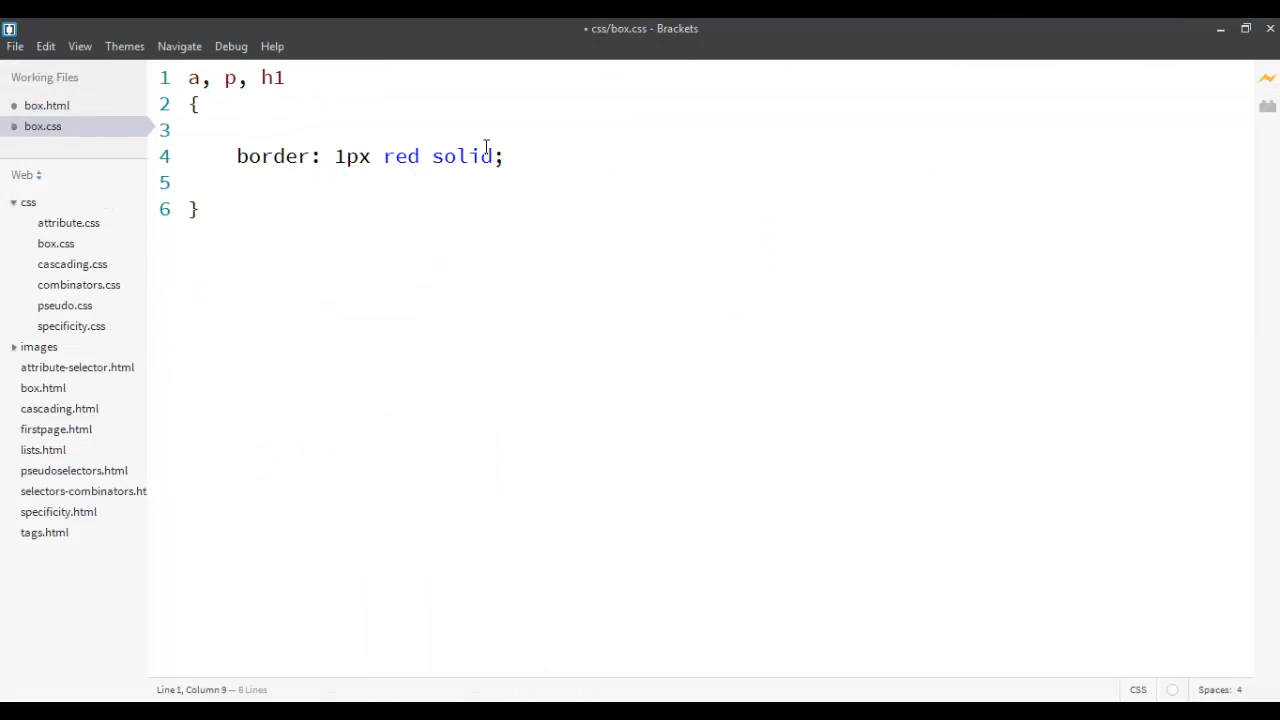 • css/box.css - Brackets
File Edit View Themes Navigate Debug Help
Working Files
box.html
box.css
Web
css
attribute.css
box.css
cascading.css
combinators.css
pseudo.css
specificity.css
images
attribute-selector.html
box.html
cascading.html
firstpage.html
lists.html
pseudoselectors.html
selectors-combinators.ht
specificity.html
tags.html
1 a, p, h1
2 {
3
4 border: 1px red solid;
5
6 }
Line 1, Column 9 — 6 Lines
CSS
Spaces: 4